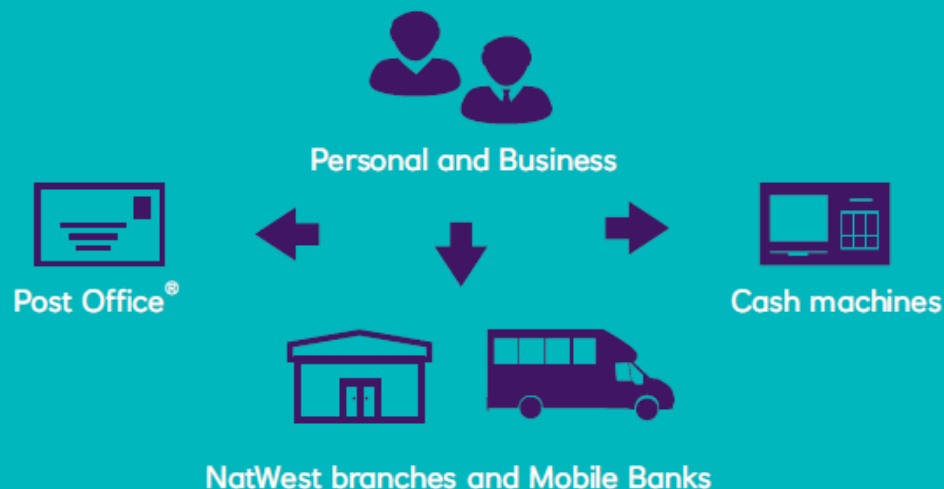 Personal and Business
Post Office®
Cash machines
NatWest branches and Mobile Banks